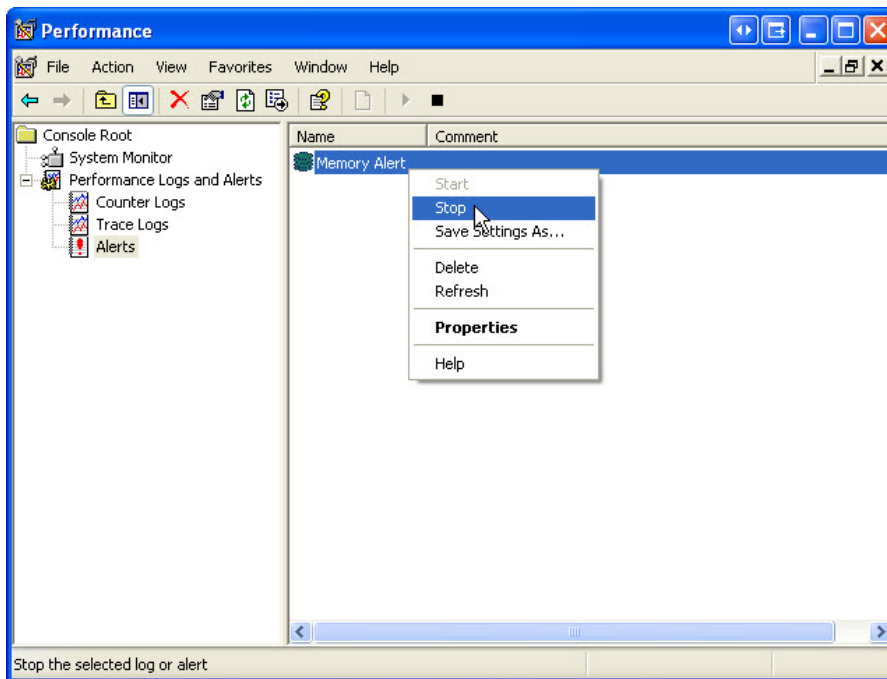 Performance
File Action View Favorites Window Help
Console Root
System Monitor
Performance Logs and Alerts
Counter Logs
Trace Logs
Alerts
Name Comment
Memory Alert
Start
Stop
Save Settings As...
Delete
Refresh
Properties
Help
Stop the selected log or alert